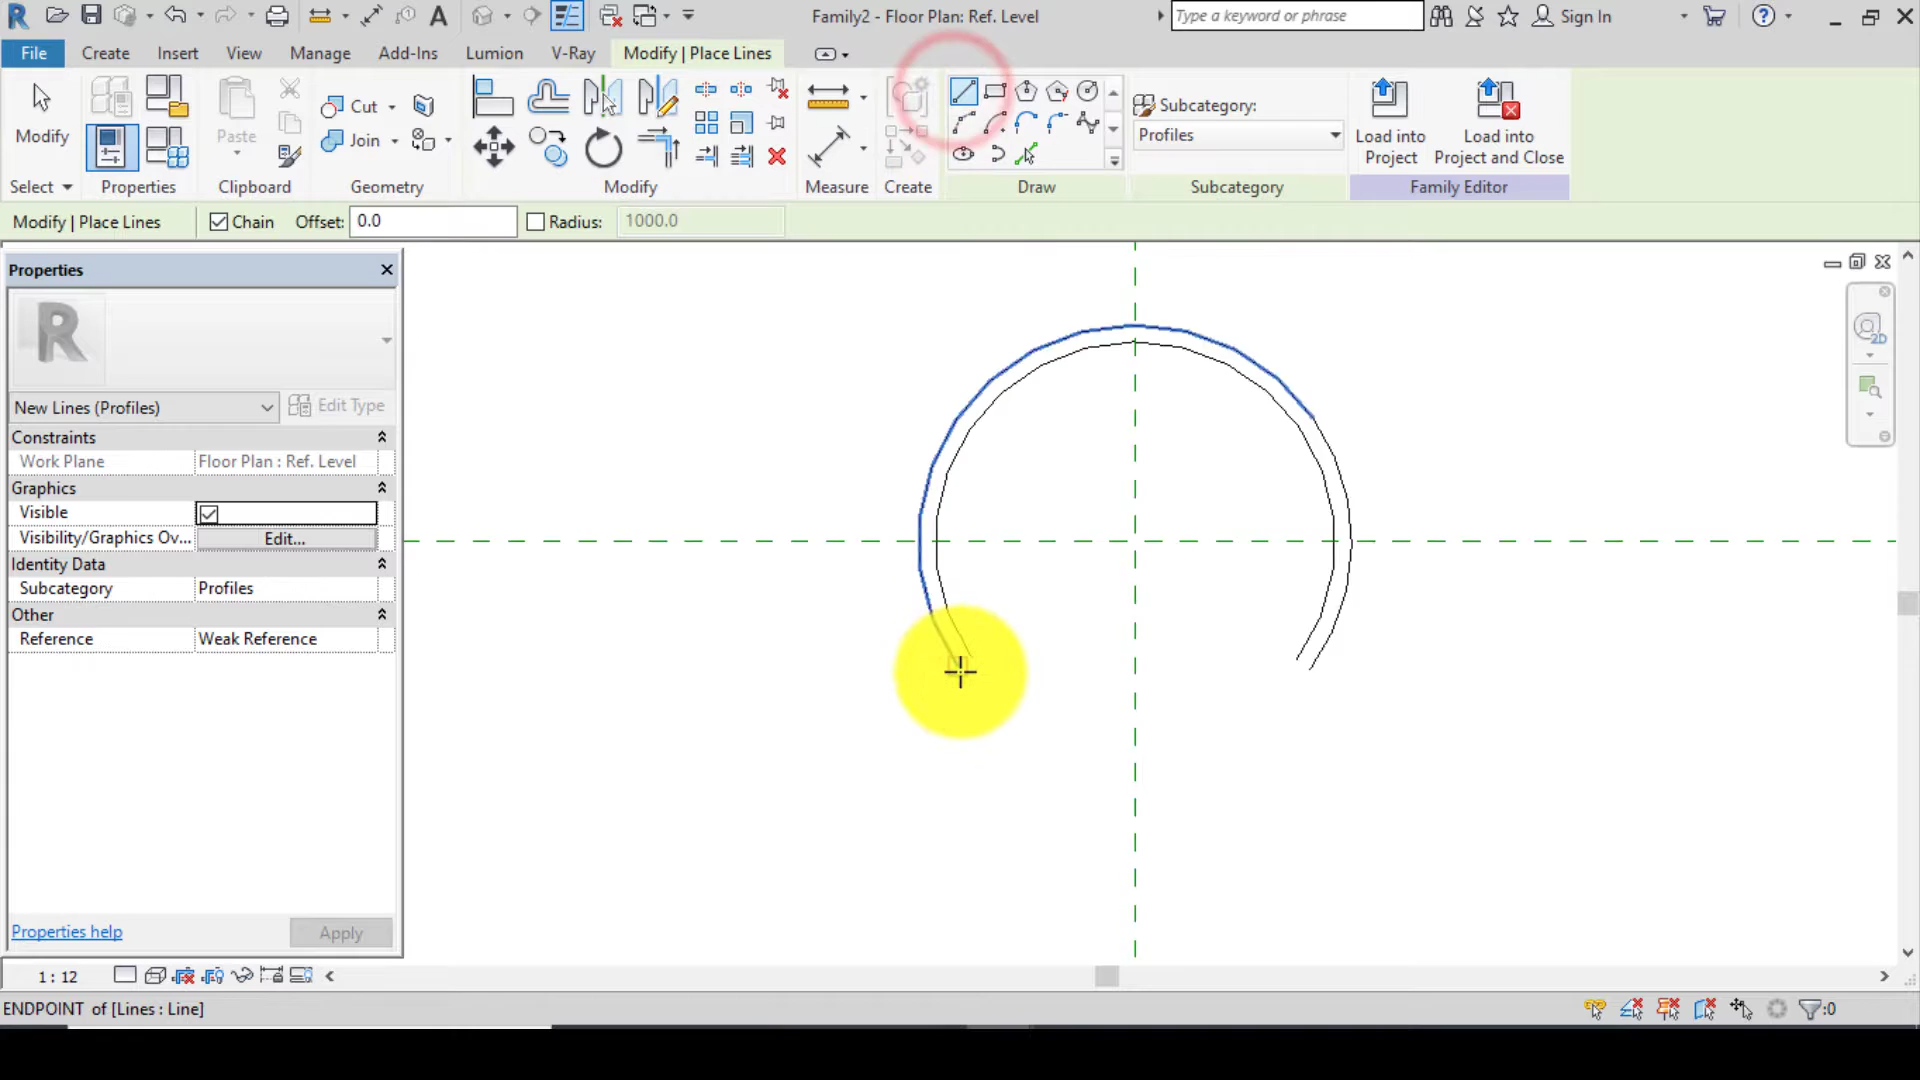 Family2 - Floor Plan: Ref. Level
Type a keyword or phrase
Sign In
File
Create
Insert
View
Manage
Add-Ins
Lumion
V-Ray
Modify | Place Lines
Modify
Select
Properties
Paste
Clipboard
Cut
Join
Geometry
Modify
Measure
Create
Draw
Subcategory:
Profiles
Subcategory
Load into
Project
Load into
Project and Close
Family Editor
Modify | Place Lines
Chain
Offset:
0.0
Radius:
1000.0
Properties
New Lines (Profiles)
Edit Type
Constraints
Work Plane
Floor Plan : Ref. Level
Graphics
Visible
Visibility/Graphics Ov...
Edit...
Identity Data
Subcategory
Profiles
Other
Reference
Weak Reference
Properties help
Apply
2D
1 : 12
ENDPOINT of [Lines : Line]
:0